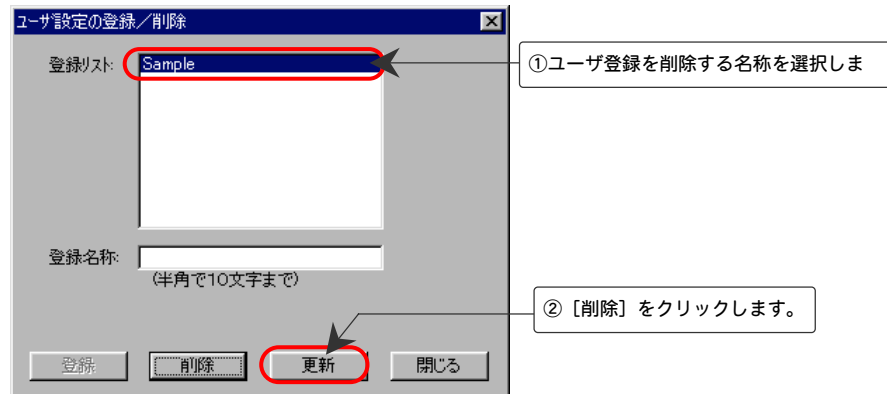 ユーザ設定の登録／削除
登録リスト:
Sample
①ユーザ登録を削除する名称を選択しま
登録名称:
(半角で10文字まで)
②［削除］をクリックします。
登録
削除
更新
閉じる